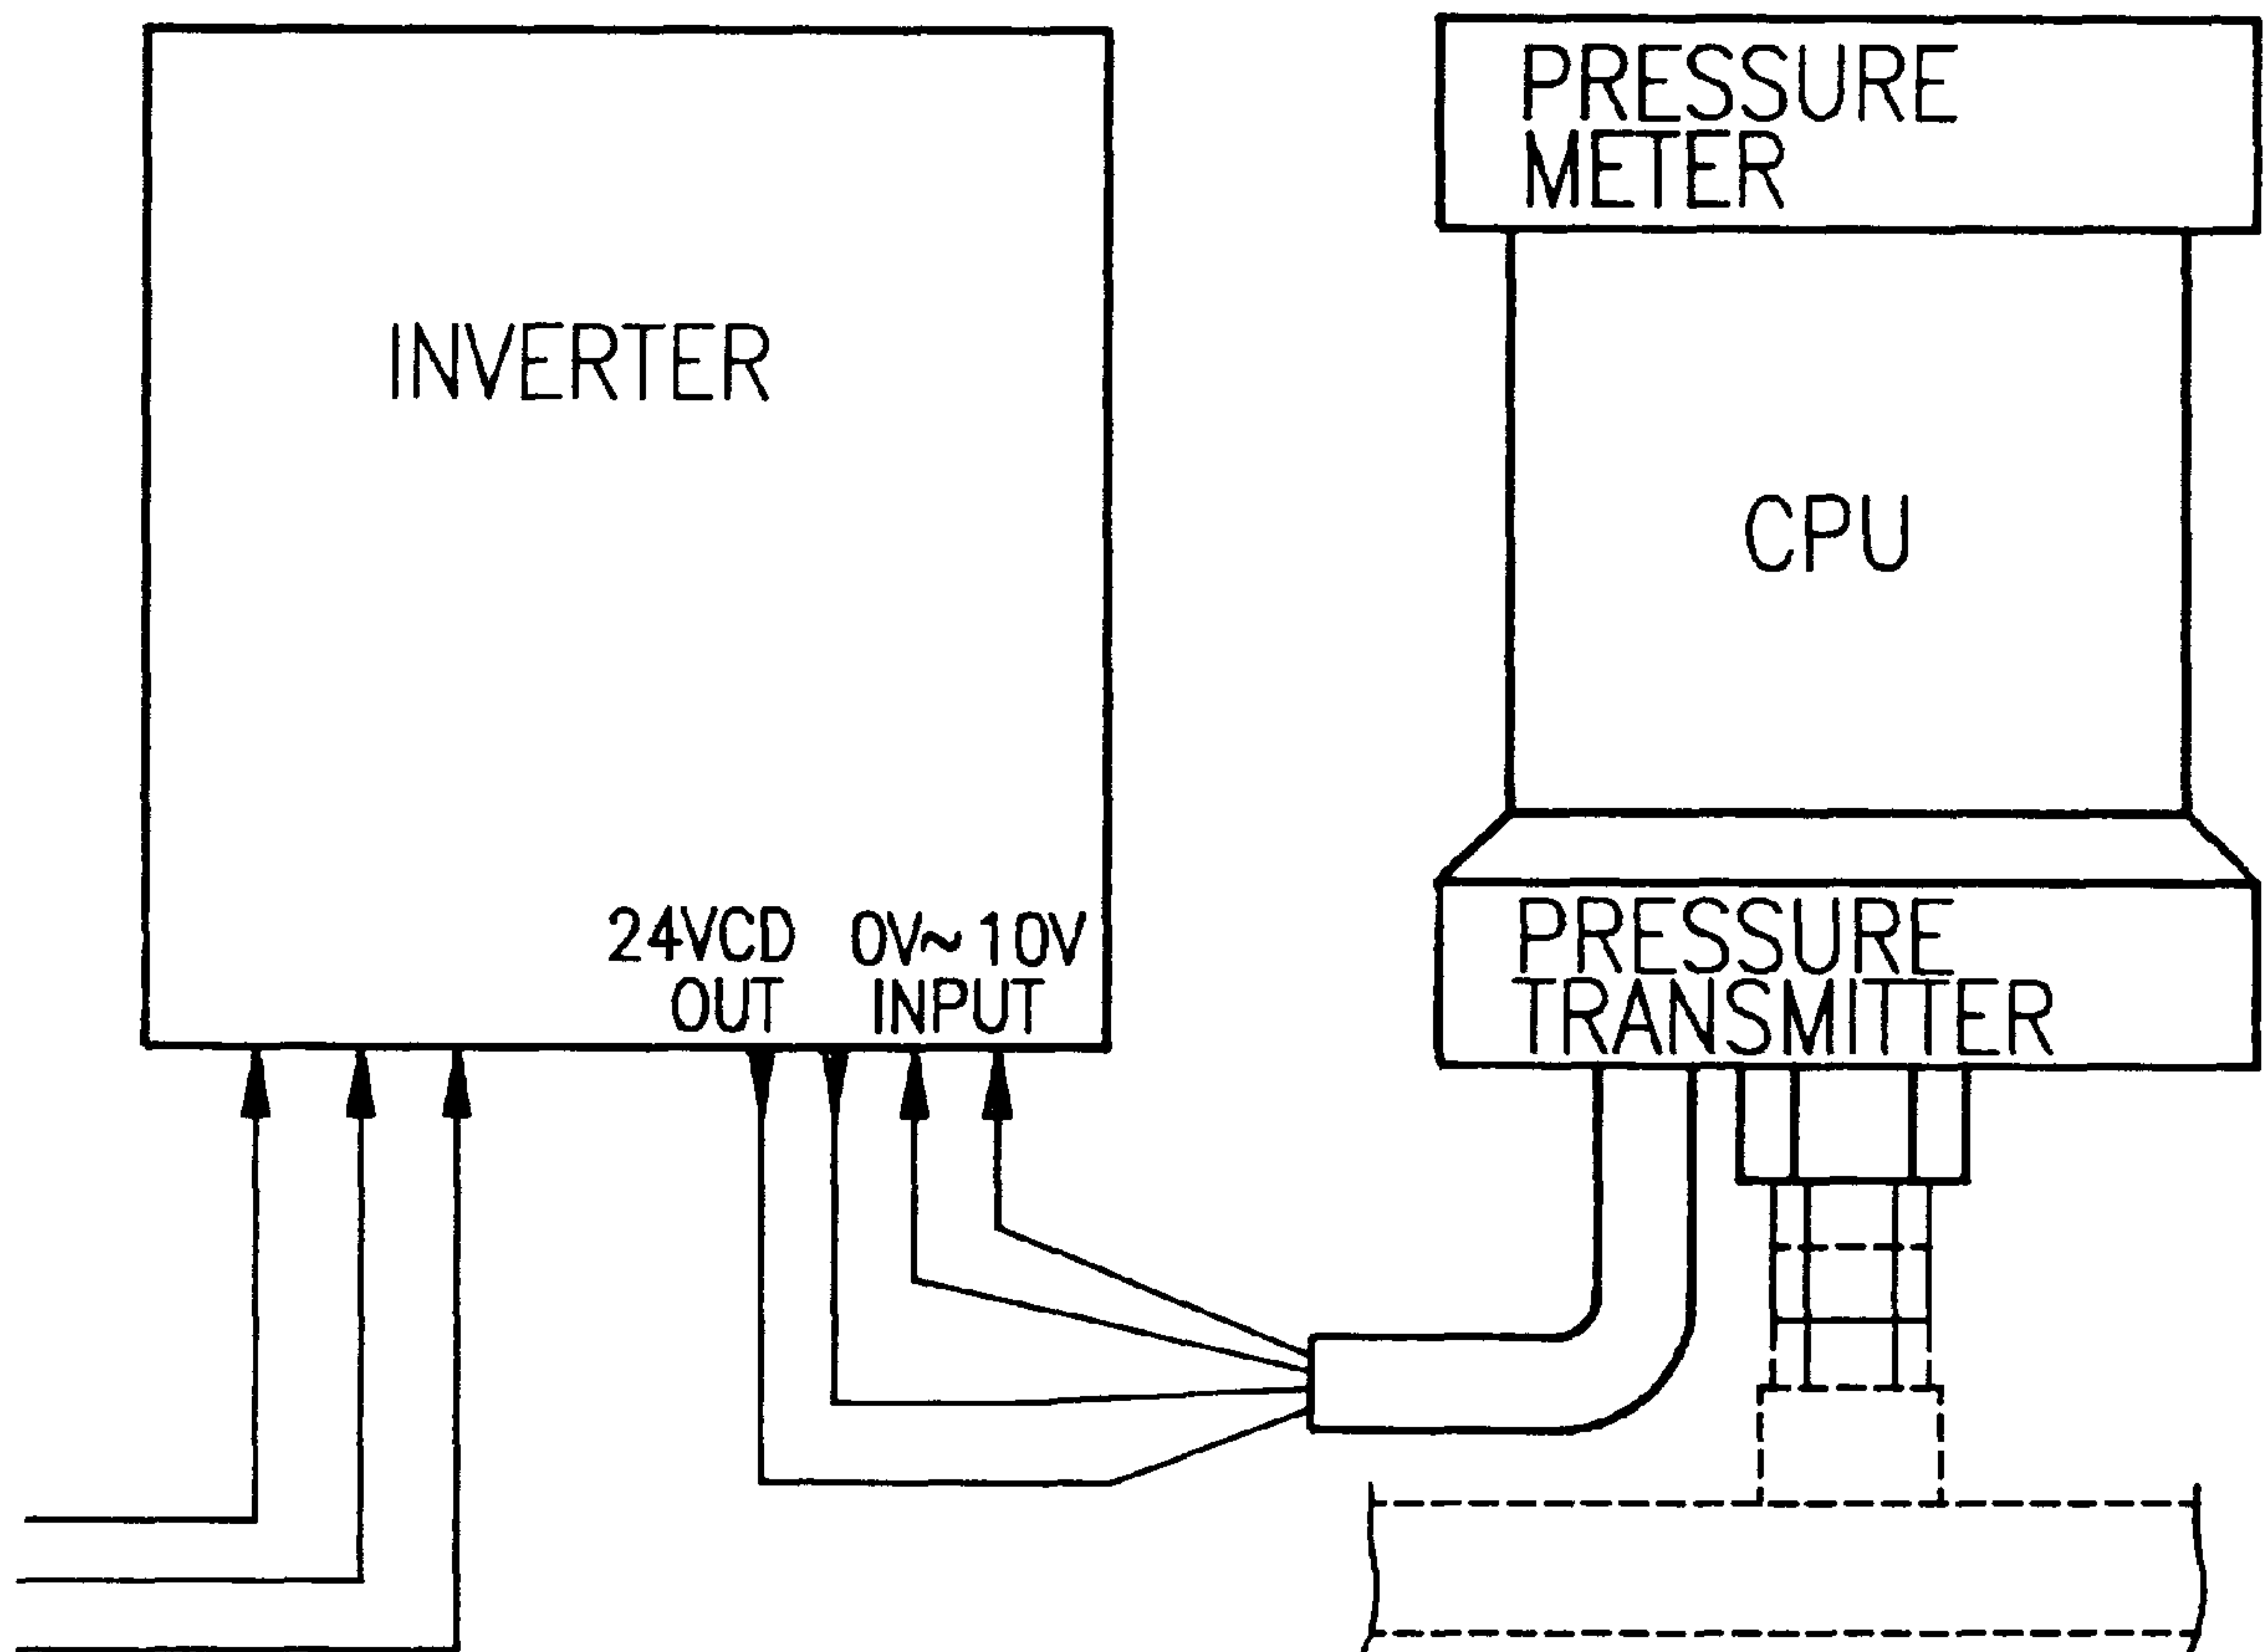 INVERTER
24VCD
OUT
0V~10V
INPUT
PRESSURE
METER
CPU
PRESSURE
TRANSMITTER